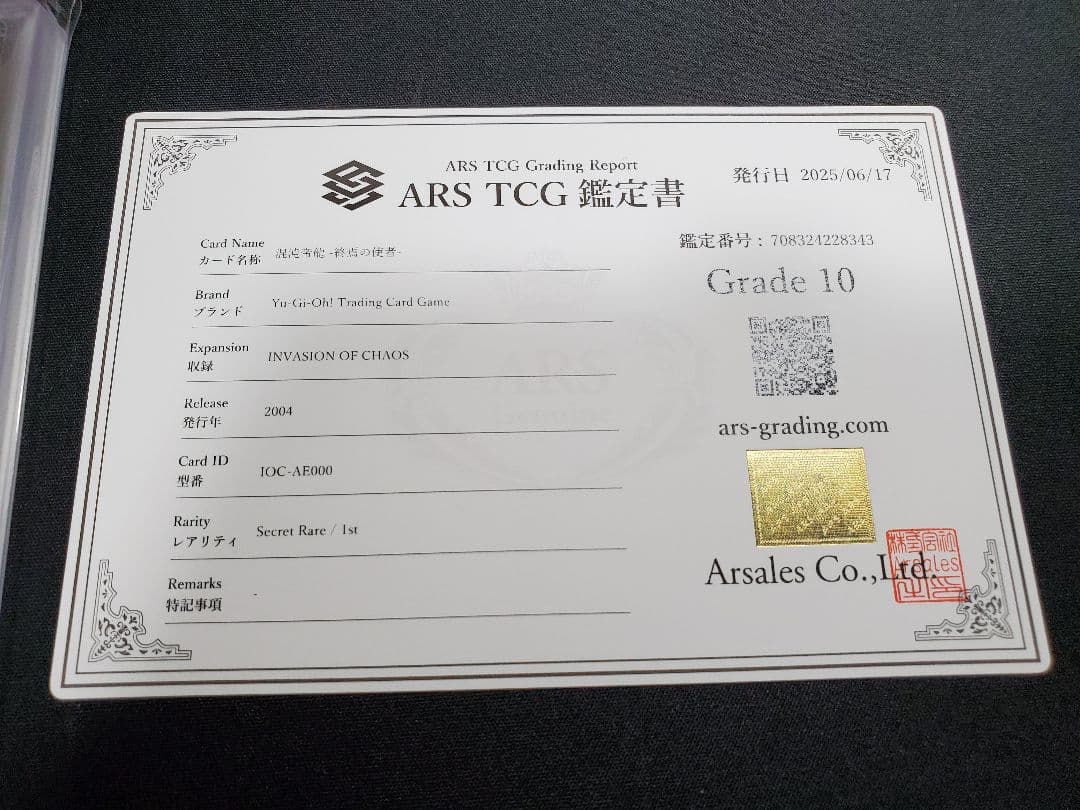 ARS TCG Grading Report
ARS TCG 鑑定書
発行日 2025/06/17
鑑定番号 : 708324228343
Grade 10
ars-grading.com
Arsales Co.,Ltd.
Card Name
カード名称
混沌帝龍 -終焉の使者-
Brand
ブランド
Yu-Gi-Oh! Trading Card Game
Expansion
収録
INVASION OF CHAOS
Release
発行年
2004
Card ID
型番
IOC-AE000
Rarity
レアリティ
Secret Rare / 1st
Remarks
特記事項
-
ARS
Genuine